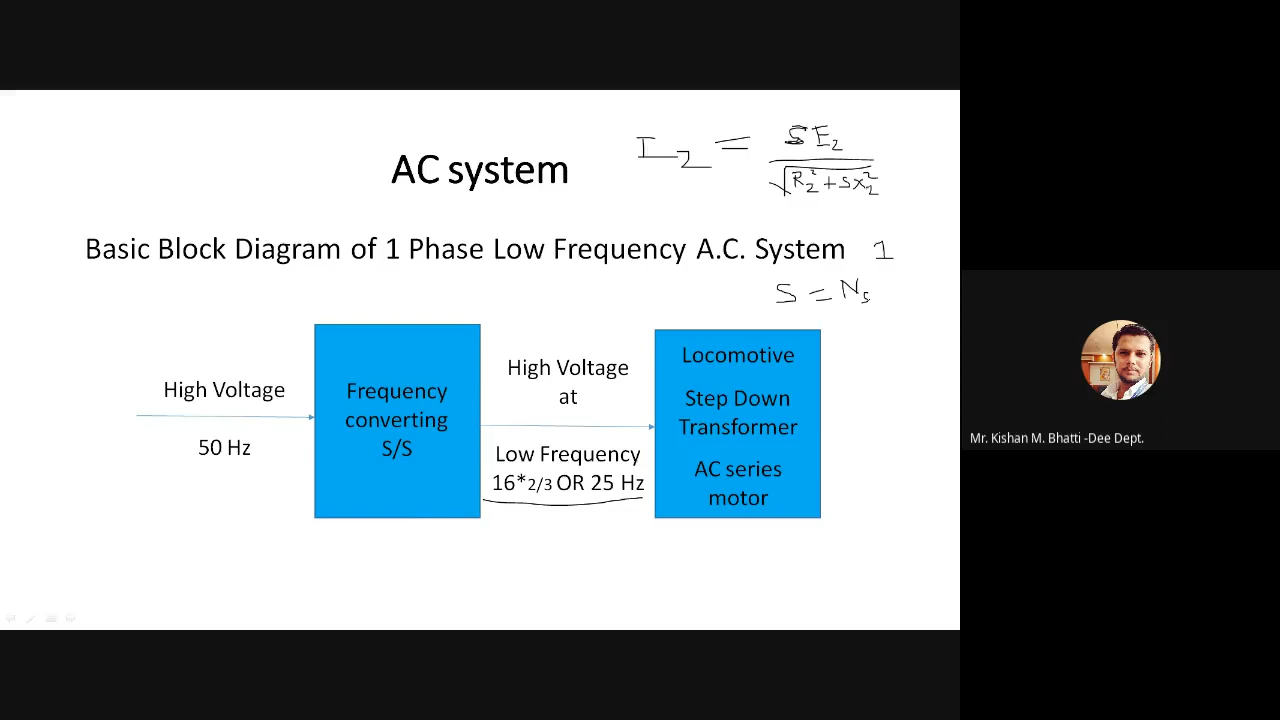 AC system
I₂ = SE₂ / √R₂² + SX₂²
Basic Block Diagram of 1 Phase Low Frequency A.C. System 1
S = Ns
High Voltage
50 Hz
Frequency
converting
S/S
High Voltage
at
Low Frequency
16*2/3 OR 25 Hz
Locomotive
Step Down
Transformer
AC series
motor
Mr. Kishan M. Bhatti -Dee Dept.